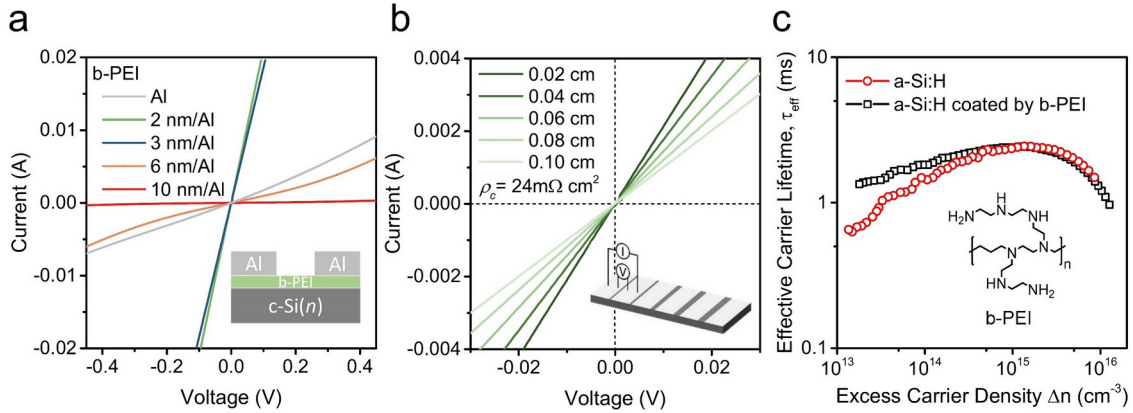 a
b-PEI
Al
2 nm/Al
3 nm/Al
6 nm/Al
10 nm/Al
Al
Al
b-PEI
c-Si(n)
0.02
0.01
0.00
-0.01
-0.02
-0.4
-0.2
0.0
0.2
0.4
Current (A)
Voltage (V)
b
0.02 cm
0.04 cm
0.06 cm
0.08 cm
0.10 cm
ρc = 24mΩ cm²
I
V
0.004
0.002
0.000
-0.002
-0.004
-0.02
0.00
0.02
Current (A)
Voltage (V)
c
a-Si:H
a-Si:H coated by b-PEI
H₂N
H
N
NH
N
N
n
HN
NH₂
b-PEI
10
1
0.1
10¹³
10¹⁴
10¹⁵
10¹⁶
Effective Carrier Lifetime, τeff (ms)
Excess Carrier Density Δn (cm⁻³)